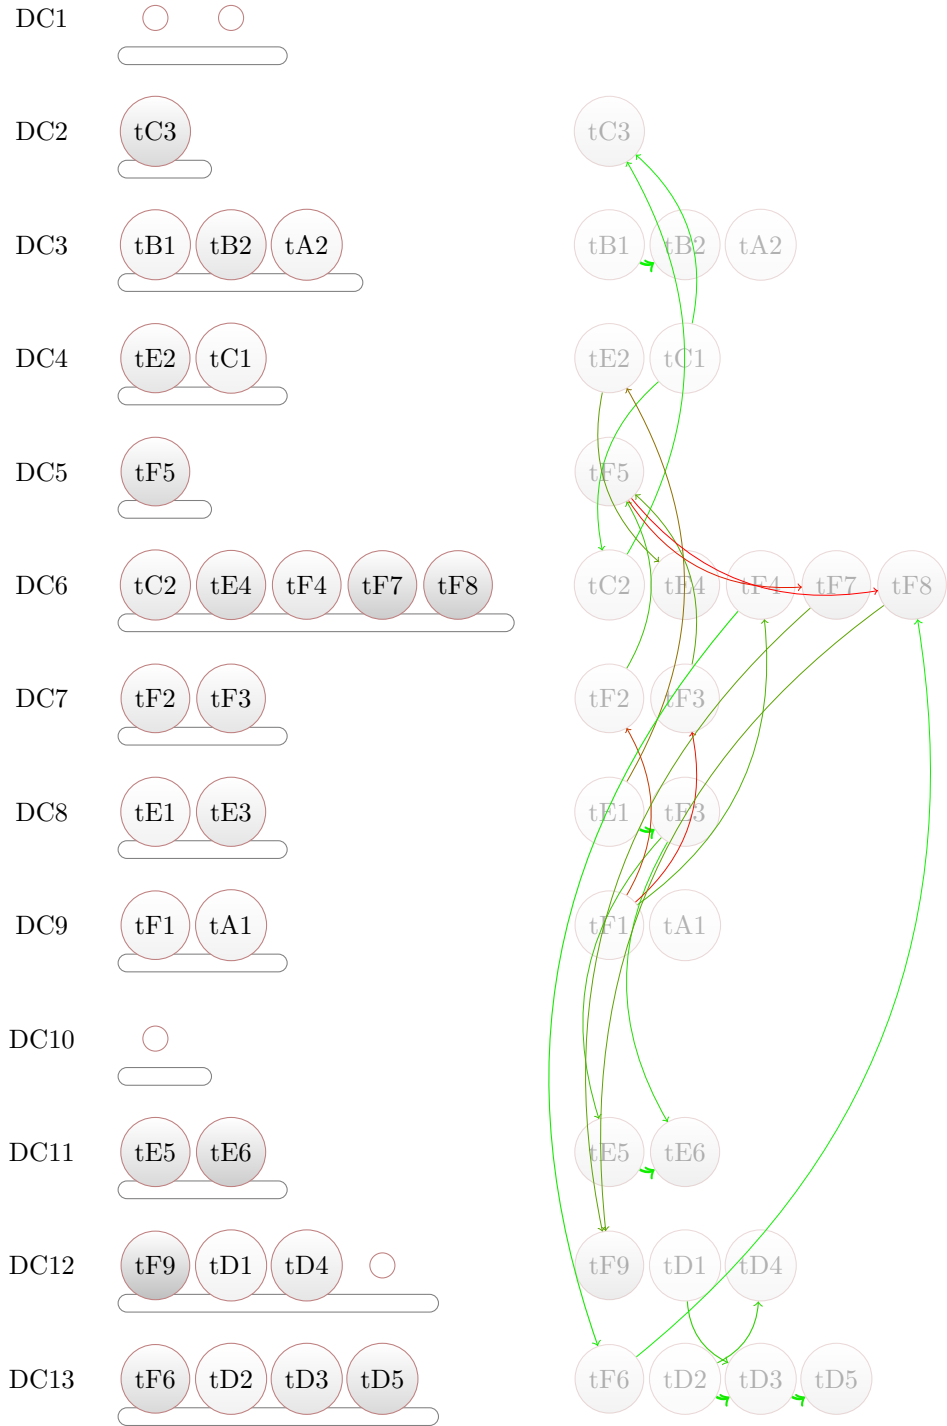 DC1
DC2 tC3 tC3
DC3 tB1 tB2 tA2 tB1 tB2 tA2
DC4 tE2 tC1 tE2 tC1
DC5 tF5 tF5
DC6 tC2 tE4 tF4 tF7 tF8 tC2 tE4 tF4 tF7 tF8
DC7 tF2 tF3 tF2 tF3
DC8 tE1 tE3 tE1 tE3
DC9 tF1 tA1 tF1 tA1
DC10
DC11 tE5 tE6 tE5 tE6
DC12 tF9 tD1 tD4 tF9 tD1 tD4
DC13 tF6 tD2 tD3 tD5 tF6 tD2 tD3 tD5